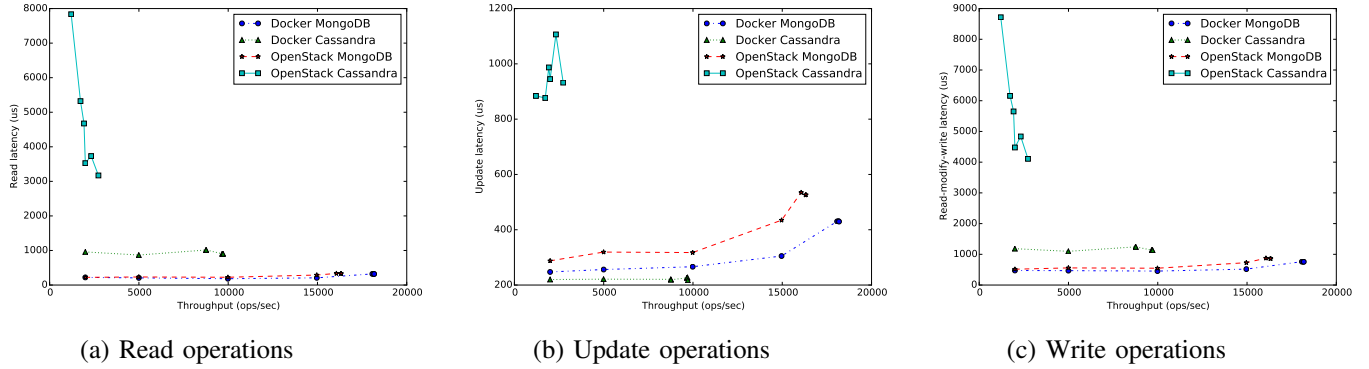 8000
7000
6000
5000
4000
3000
2000
1000
0
Read latency (us)
0
5000
10000
15000
20000
Throughput (ops/sec)
Docker MongoDB
Docker Cassandra
OpenStack MongoDB
OpenStack Cassandra
(a) Read operations
1200
1000
800
600
400
200
Update latency (us)
0
5000
10000
15000
20000
Throughput (ops/sec)
Docker MongoDB
Docker Cassandra
OpenStack MongoDB
OpenStack Cassandra
(b) Update operations
9000
8000
7000
6000
5000
4000
3000
2000
1000
0
Read-modify-write latency (us)
0
5000
10000
15000
20000
Throughput (ops/sec)
Docker MongoDB
Docker Cassandra
OpenStack MongoDB
OpenStack Cassandra
(c) Write operations